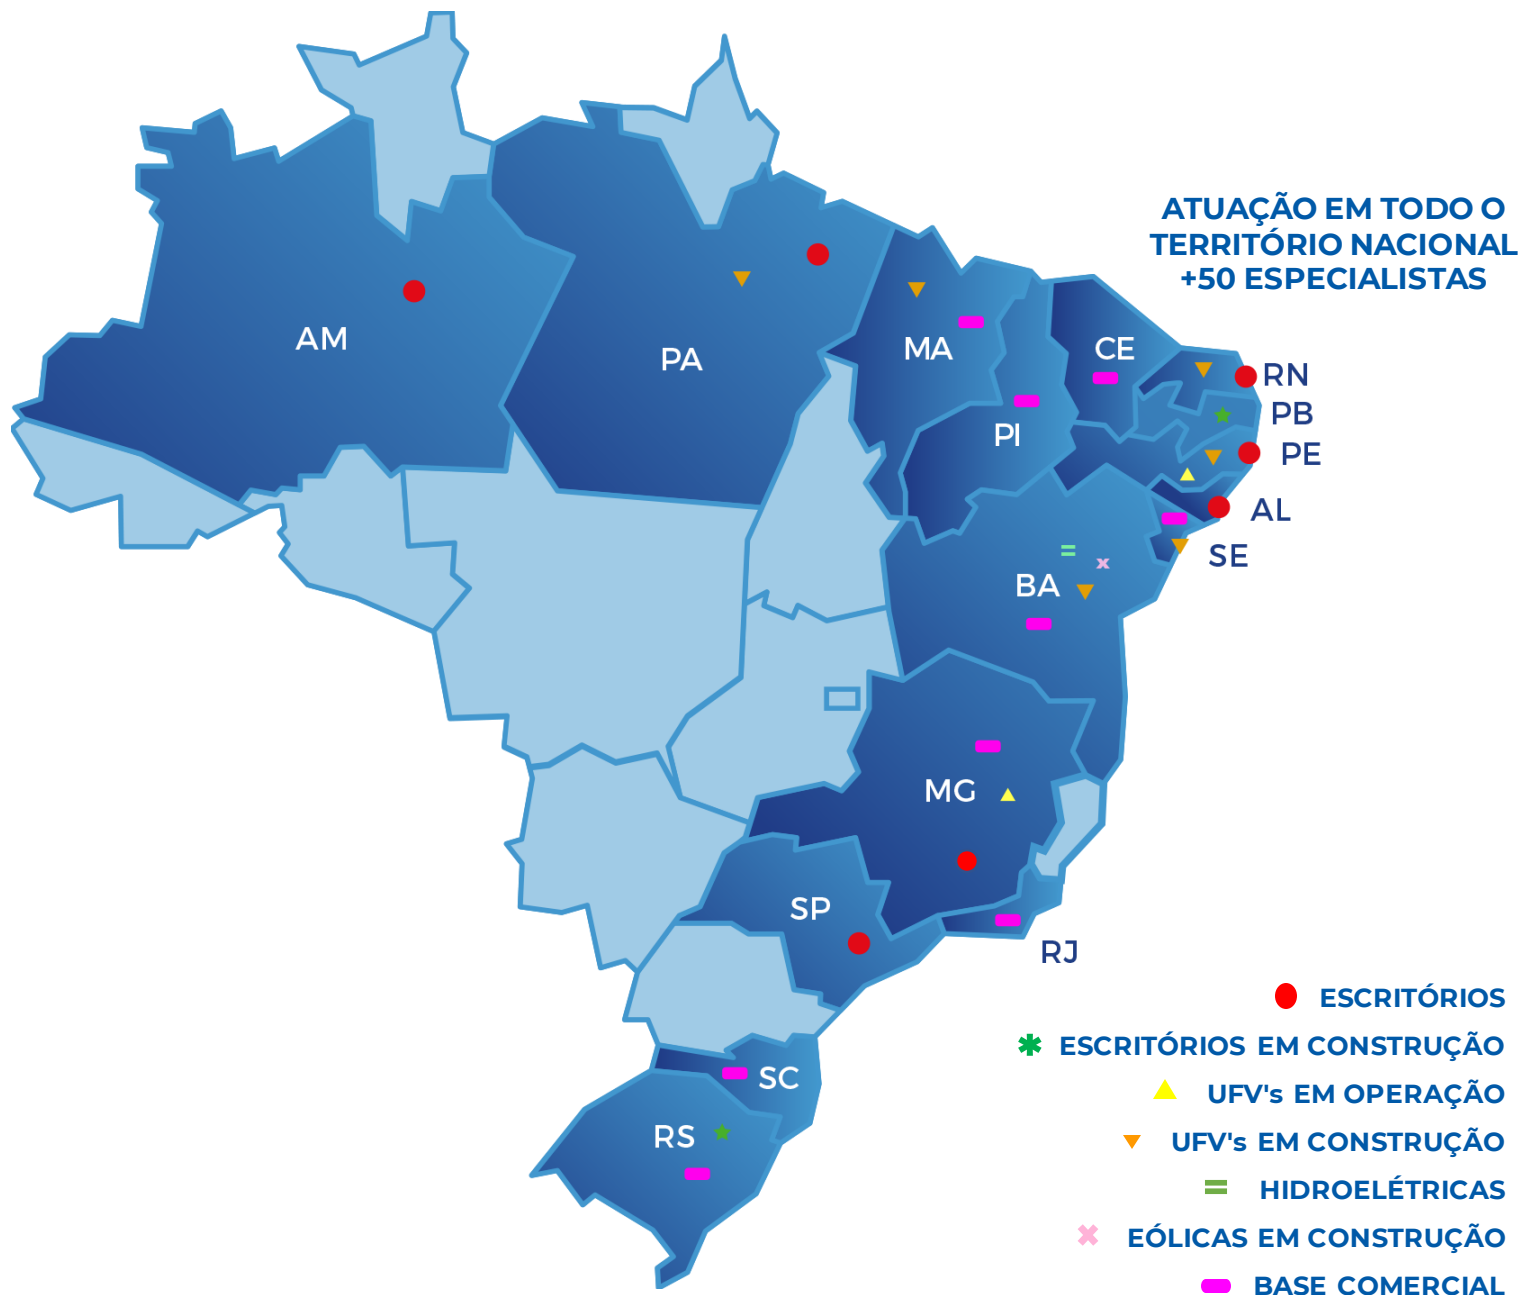 ATUAÇÃO EM TODO O
TERRITÓRIO NACIONAL
+50 ESPECIALISTAS
AM
PA
MA
CE
PI
RN
PB
PE
AL
SE
BA
MG
SP
RJ
SC
RS
ESCRITÓRIOS
ESCRITÓRIOS EM CONSTRUÇÃO
UFV's EM OPERAÇÃO
UFV's EM CONSTRUÇÃO
HIDROELÉTRICAS
EÓLICAS EM CONSTRUÇÃO
BASE COMERCIAL